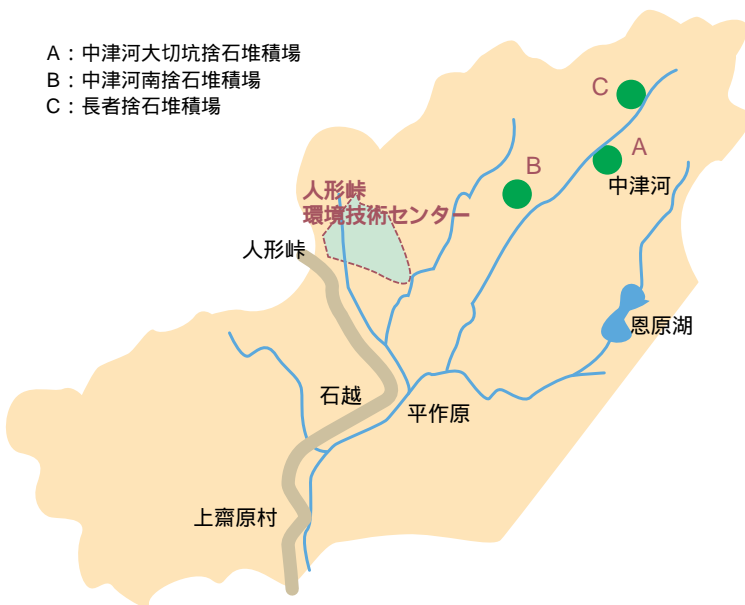 A：中津河大切坑捨石堆積場
B：中津河南捨石堆積場
C：長者捨石堆積場
C
A
B
中津河
人形峠
環境技術センター
人形峠
恩原湖
石越
平作原
上齋原村